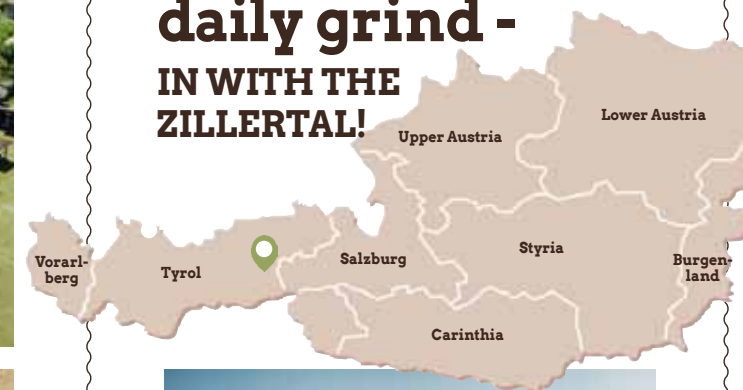 daily grind -
IN WITH THE
ZILLERTAL!
Upper Austria
Lower Austria
Vorarl-
berg
Tyrol
Salzburg
Styria
Burgen-
land
Carinthia